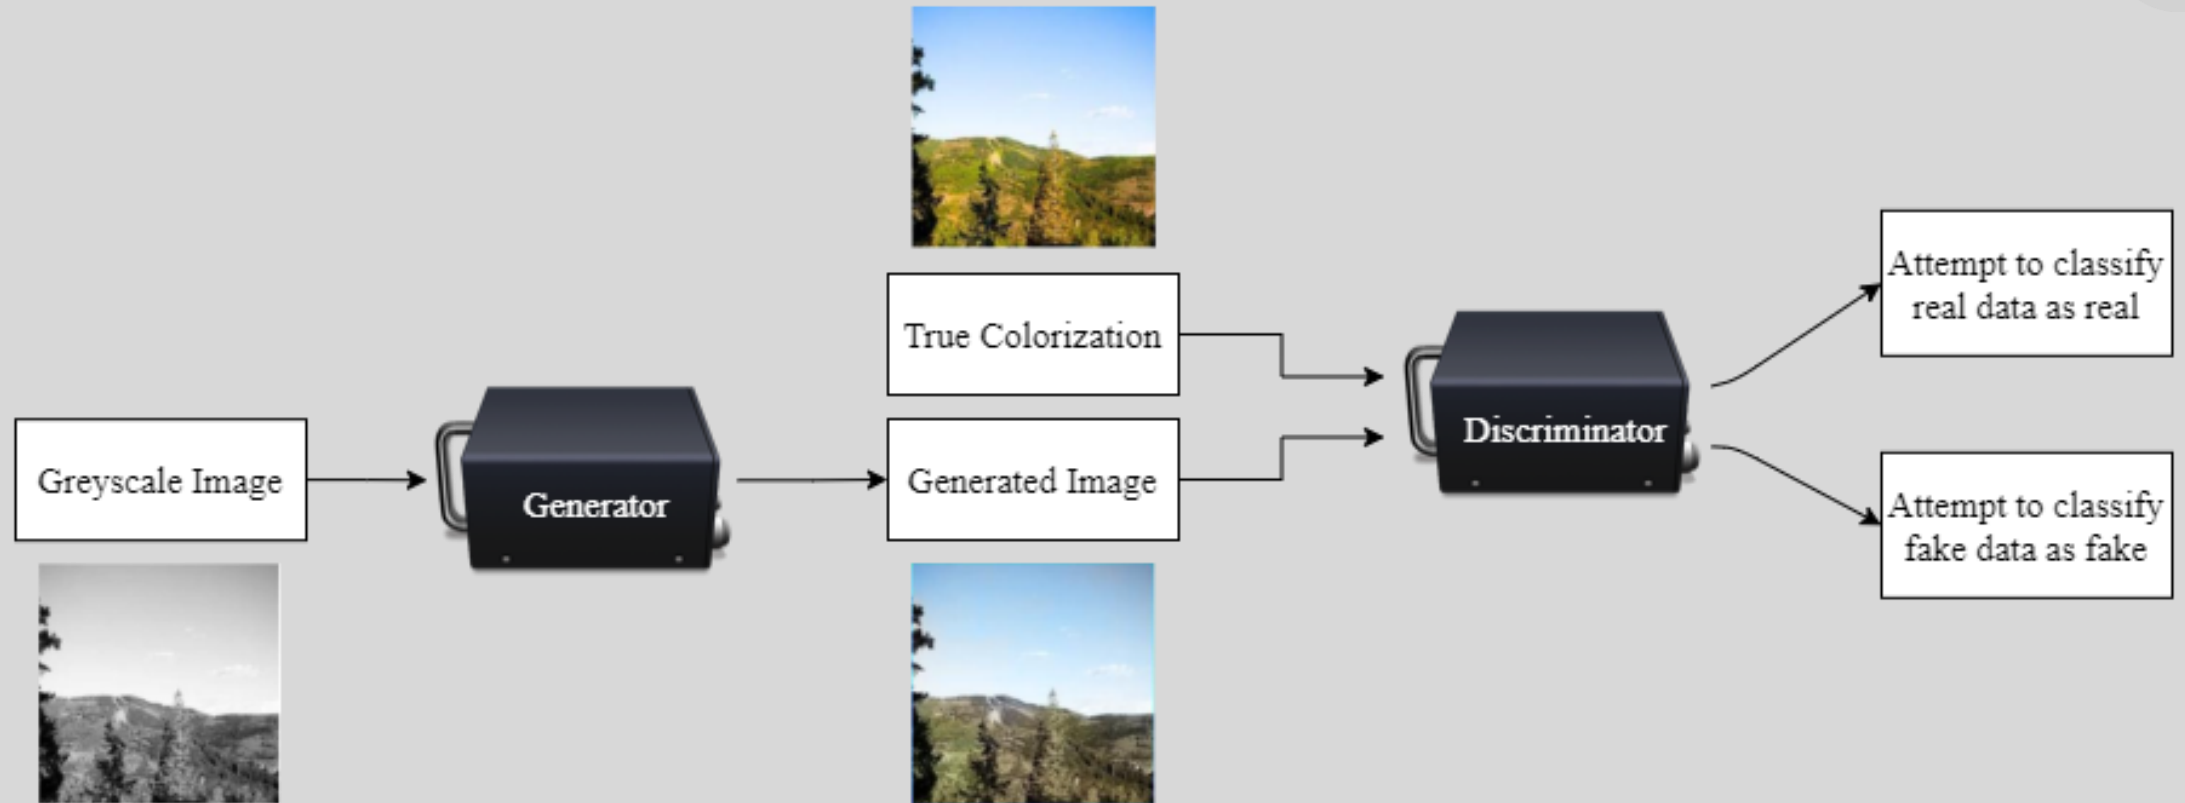 Greyscale Image
Generator
True Colorization
Generated Image
Discriminator
Attempt to classify
real data as real
Attempt to classify
fake data as fake